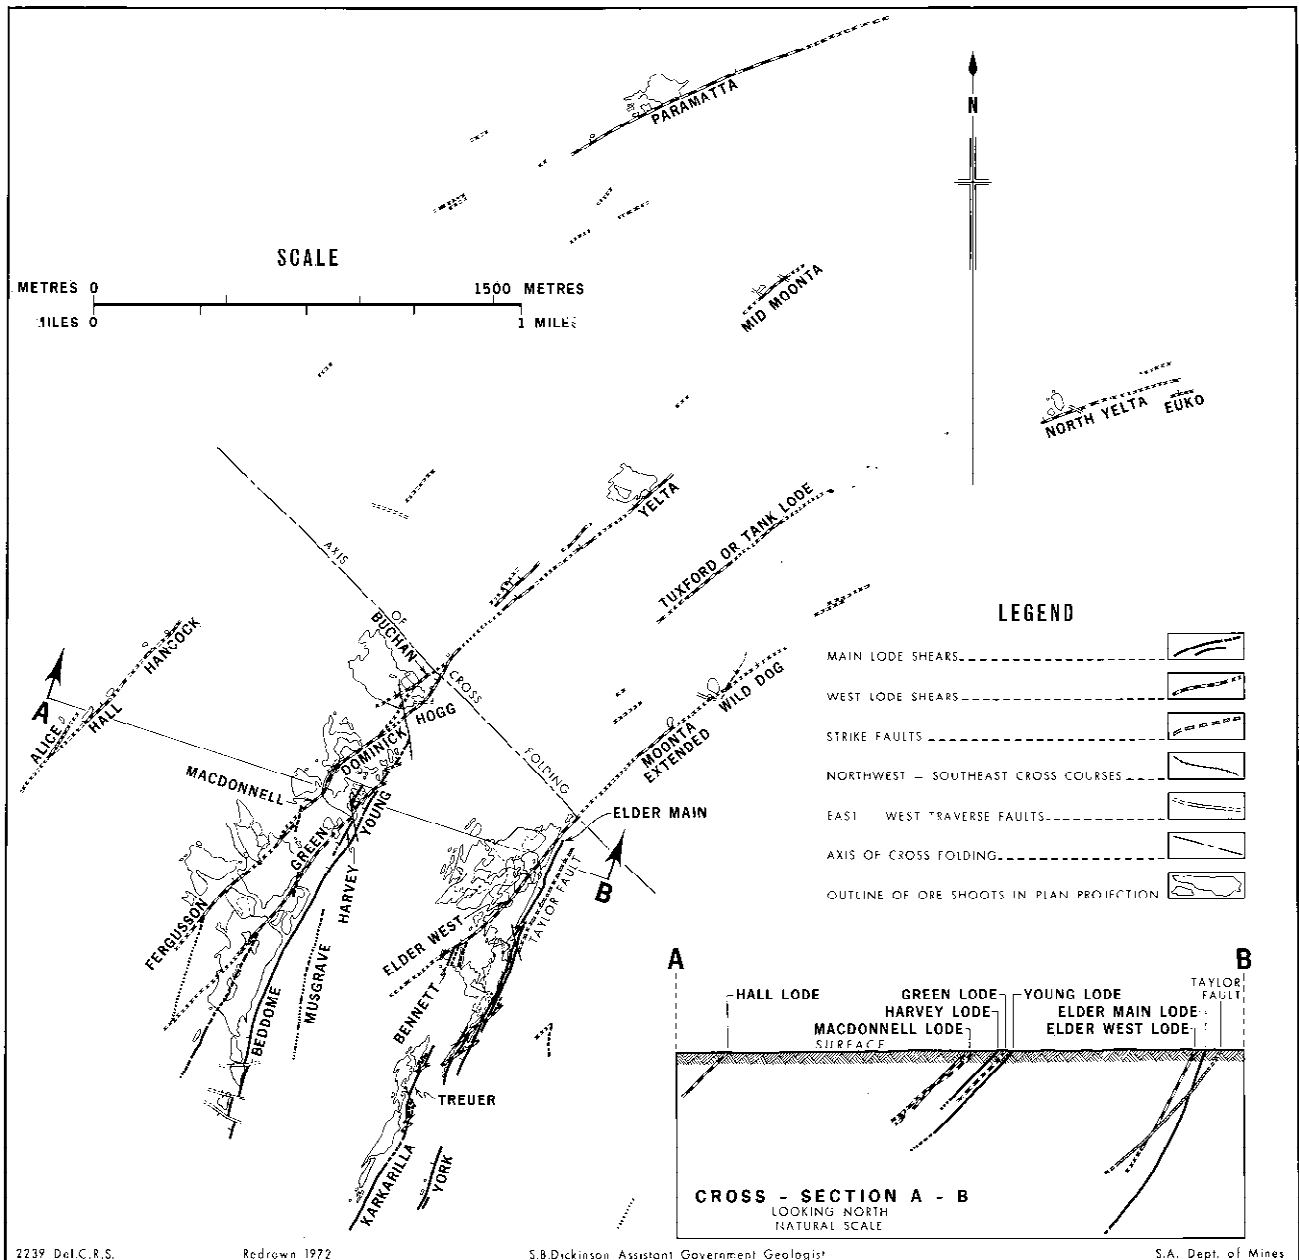 PARAMATTA
N
SCALE
METRES 0 1500 METRES
MILES 0 1 MILE
MID MOONTA
NORTH YELTA
EUKO
YELTA
AXIS OF CROSS FOLDING
TUXFORD OR TANK LODE
BUCHAN
HANCOCK
HALL
ALICE
A
HOGG
DOMINICK
MACDONNELL
WILD DOG
MOONTA EXTENDED
ELDER MAIN
B
TAYLOR FAULT
YOUNG
GREEN
HARVEY
FERGUSSON
ELDER WEST
MUSGRAVE
BEDDOME
BENNETT
TREUER
KARKARILLA
YORK
LEGEND
MAIN LODE SHEARS
WEST LODE SHEARS
STRIKE FAULTS
NORTHWEST – SOUTHEAST CROSS COURSES
EAST WEST TRAVERSE FAULTS
AXIS OF CROSS FOLDING
OUTLINE OF ORE SHOOTS IN PLAN PROJECTION
A B
HALL LODE
GREEN LODE
YOUNG LODE
TAYLOR FAULT
HARVEY LODE
ELDER MAIN LODE
MACDONNELL LODE
ELDER WEST LODE
SURFACE
CROSS - SECTION A - B
LOOKING NORTH
NATURAL SCALE
2239 Del.C.R.S. Redrawn 1972 S.B.Dickinson Assistant Government Geologist S.A. Dept. of Mines